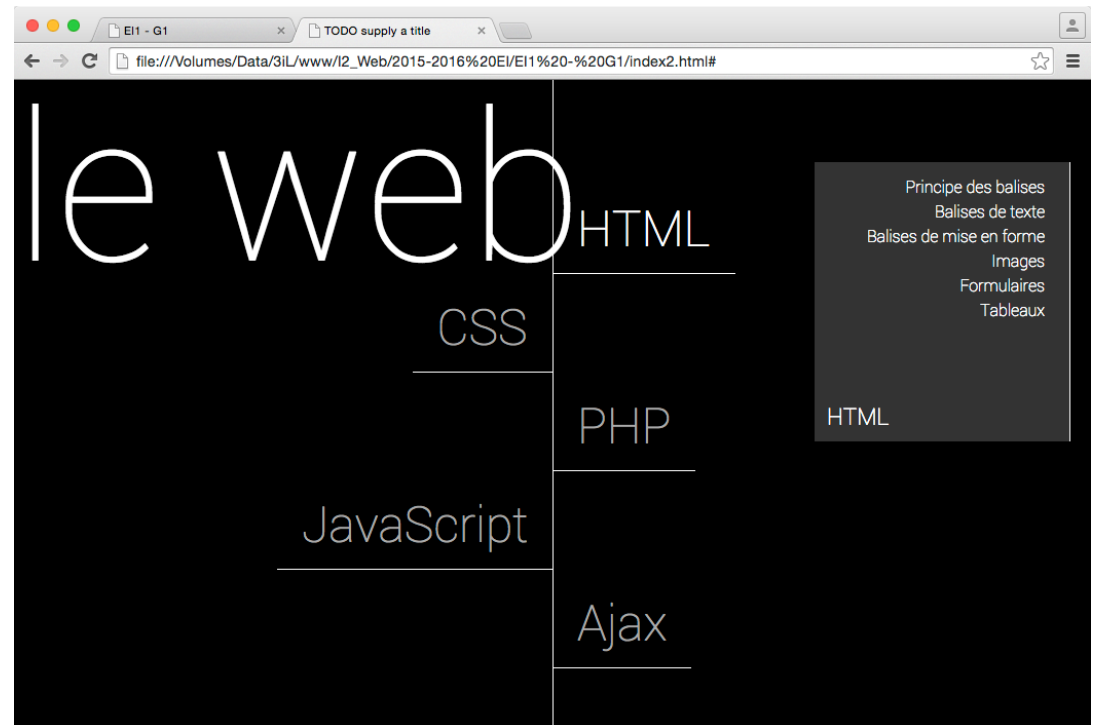 EI1 - G1
TODO supply a title
file:///Volumes/Data/3iL/www/I2_Web/2015-2016%20EI/EI1%20-%20G1/index2.html#
le web
HTML
CSS
PHP
JavaScript
Ajax
Principe des balises
Balises de texte
Balises de mise en forme
Images
Formulaires
Tableaux
HTML